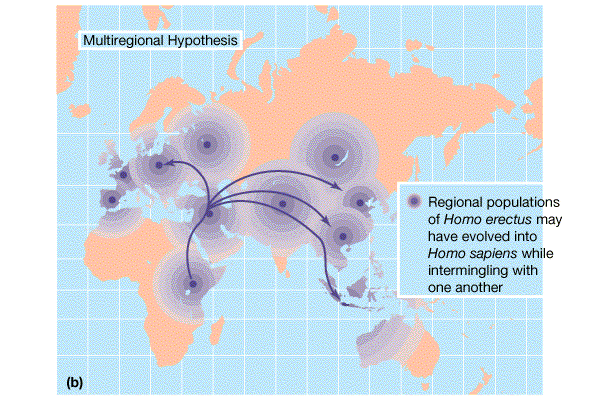 Multiregional Hypothesis
Regional populations
of Homo erectus may
have evolved into
Homo sapiens while
intermingling with
one another
(b)